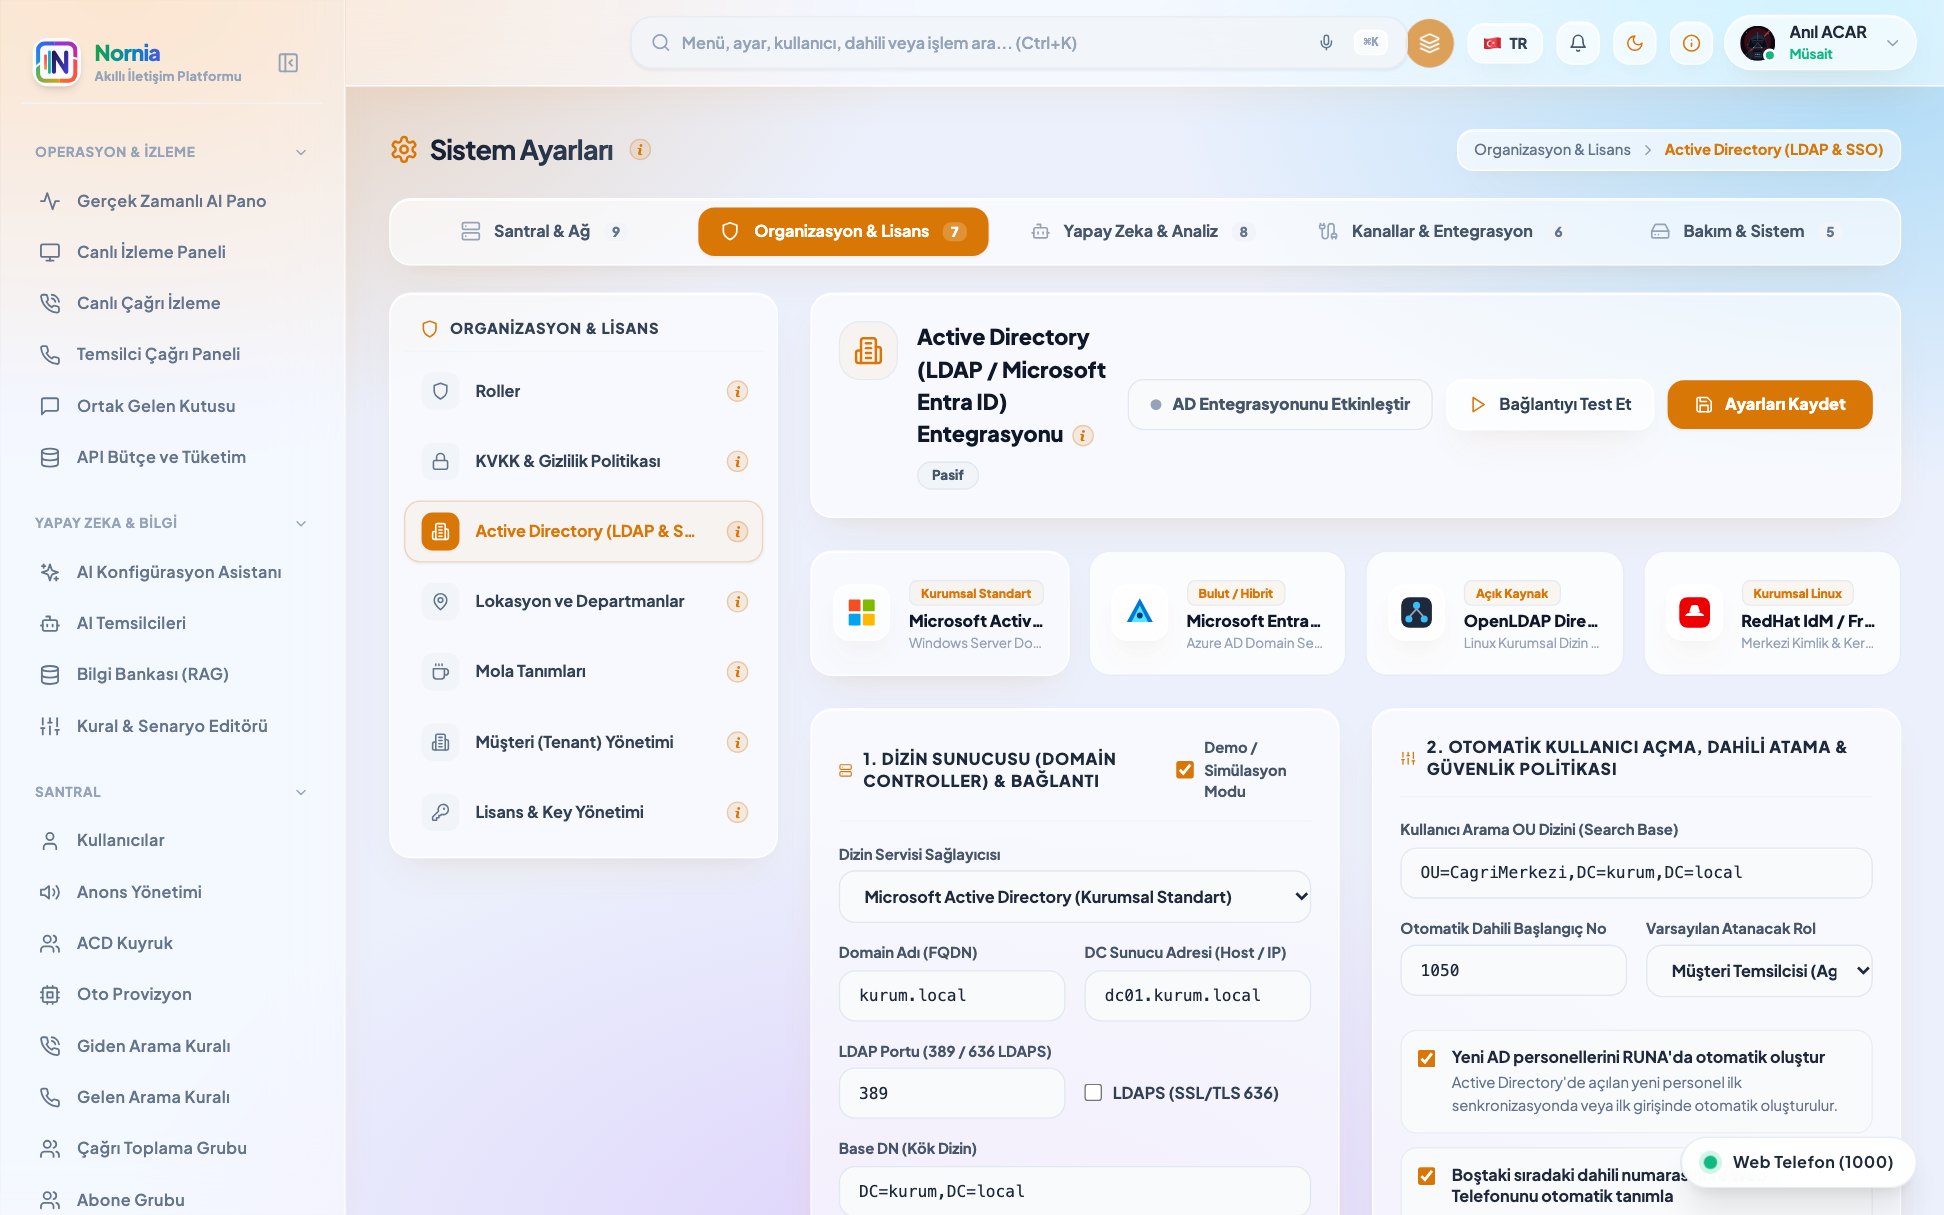 Nornia
Akıllı İletişim Platformu
Menü, ayar, kullanıcı, dahili veya işlem ara... (Ctrl+K)
⌘K
TR
Anıl ACAR
Müsait
OPERASYON & İZLEME
Gerçek Zamanlı AI Pano
Canlı İzleme Paneli
Canlı Çağrı İzleme
Temsilci Çağrı Paneli
Ortak Gelen Kutusu
API Bütçe ve Tüketim
YAPAY ZEKA & BİLGİ
AI Konfigürasyon Asistanı
AI Temsilcileri
Bilgi Bankası (RAG)
Kural & Senaryo Editörü
SANTRAL
Kullanıcılar
Anons Yönetimi
ACD Kuyruk
Oto Provizyon
Giden Arama Kuralı
Gelen Arama Kuralı
Çağrı Toplama Grubu
Abone Grubu
Sistem Ayarları
Organizasyon & Lisans > Active Directory (LDAP & SSO)
Santral & Ağ 9
Organizasyon & Lisans 7
Yapay Zeka & Analiz 8
Kanallar & Entegrasyon 6
Bakım & Sistem 5
ORGANİZASYON & LİSANS
Roller
KVKK & Gizlilik Politikası
Active Directory (LDAP & S...
Lokasyon ve Departmanlar
Mola Tanımları
Müşteri (Tenant) Yönetimi
Lisans & Key Yönetimi
Active Directory
(LDAP / Microsoft
Entra ID)
Entegrasyonu
Pasif
AD Entegrasyonunu Etkinleştir
Bağlantıyı Test Et
Ayarları Kaydet
Kurumsal Standart
Microsoft Activ...
Windows Server Do...
Bulut / Hibrit
Microsoft Entra...
Azure AD Domain Se...
Açık Kaynak
OpenLDAP Dire...
Linux Kurumsal Dizin ...
Kurumsal Linux
RedHat IdM / Fr...
Merkezi Kimlik & Ker...
1. DİZİN SUNUCUSU (DOMAIN
CONTROLLER) & BAĞLANTI
Demo /
Simülasyon
Modu
Dizin Servisi Sağlayıcısı
Microsoft Active Directory (Kurumsal Standart)
Domain Adı (FQDN)
kurum.local
DC Sunucu Adresi (Host / IP)
dc01.kurum.local
LDAP Portu (389 / 636 LDAPS)
389
LDAPS (SSL/TLS 636)
Base DN (Kök Dizin)
DC=kurum,DC=local
2. OTOMATİK KULLANICI AÇMA, DAHİLİ ATAMA &
GÜVENLİK POLİTİKASI
Kullanıcı Arama OU Dizini (Search Base)
OU=CagriMerkezi,DC=kurum,DC=local
Otomatik Dahili Başlangıç No
1050
Varsayılan Atanacak Rol
Müşteri Temsilcisi (Ag
Yeni AD personellerini RUNA'da otomatik oluştur
Active Directory'de açılan yeni personel ilk
senkronizasyonda veya ilk girişinde otomatik oluşturulur.
Boştaki sıradaki dahili numaras
Telefonunu otomatik tanımla
Web Telefon (1000)